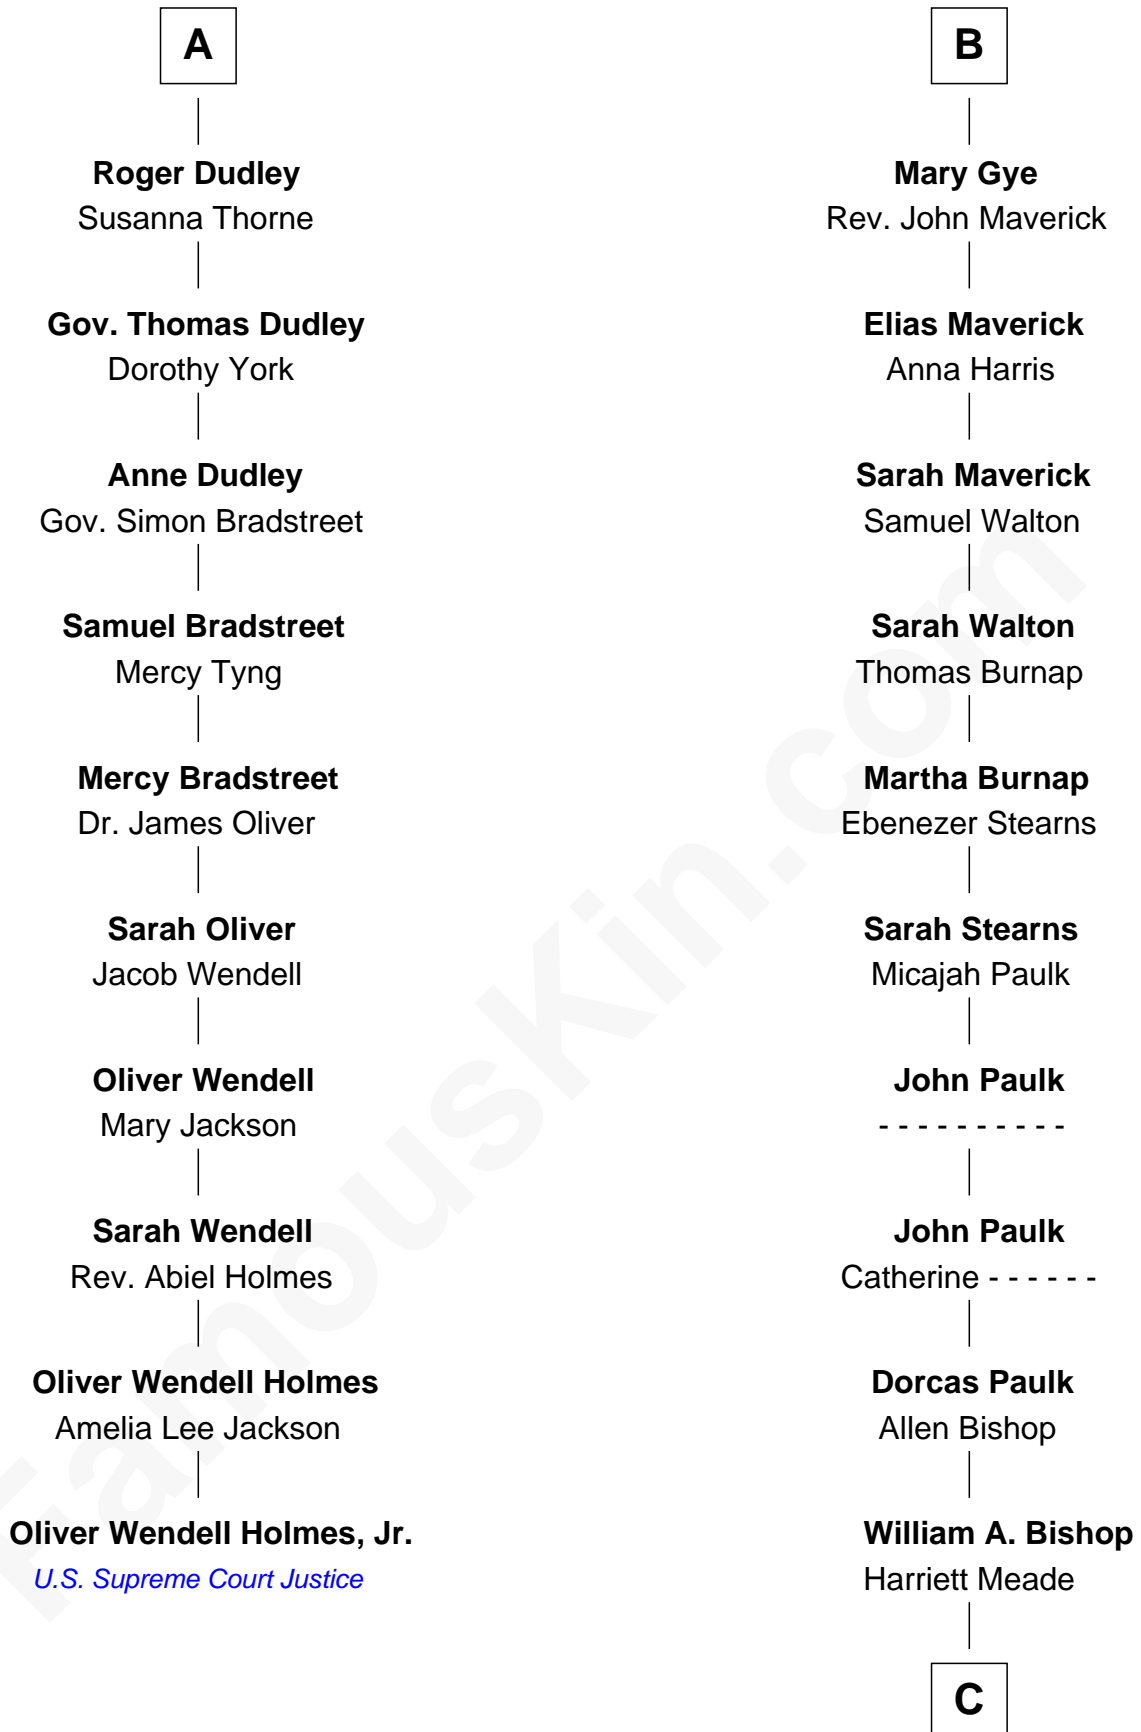 A
Roger Dudley
Susanna Thorne
Gov. Thomas Dudley
Dorothy York
Anne Dudley
Gov. Simon Bradstreet
Samuel Bradstreet
Mercy Tyng
Mercy Bradstreet
Dr. James Oliver
Sarah Oliver
Jacob Wendell
Oliver Wendell
Mary Jackson
Sarah Wendell
Rev. Abiel Holmes
Oliver Wendell Holmes
Amelia Lee Jackson
Oliver Wendell Holmes, Jr.
U.S. Supreme Court Justice
B
Mary Gye
Rev. John Maverick
Elias Maverick
Anna Harris
Sarah Maverick
Samuel Walton
Sarah Walton
Thomas Burnap
Martha Burnap
Ebenezer Stearns
Sarah Stearns
Micajah Paulk
John Paulk
- - - - - - - - - -
John Paulk
Catherine - - - - - -
Dorcas Paulk
Allen Bishop
William A. Bishop
Harriett Meade
C
FamousKin.com